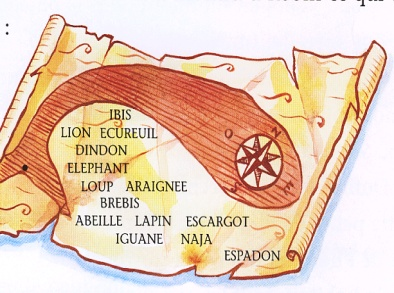 :
IBIS
LION ECUREUIL
DINDON
ELEPHANT
LOUP ARAIGNEE
BREBIS
ABEILLE LAPIN ESCARGOT
IGUANE NAJA
ESPADON
O N
S E